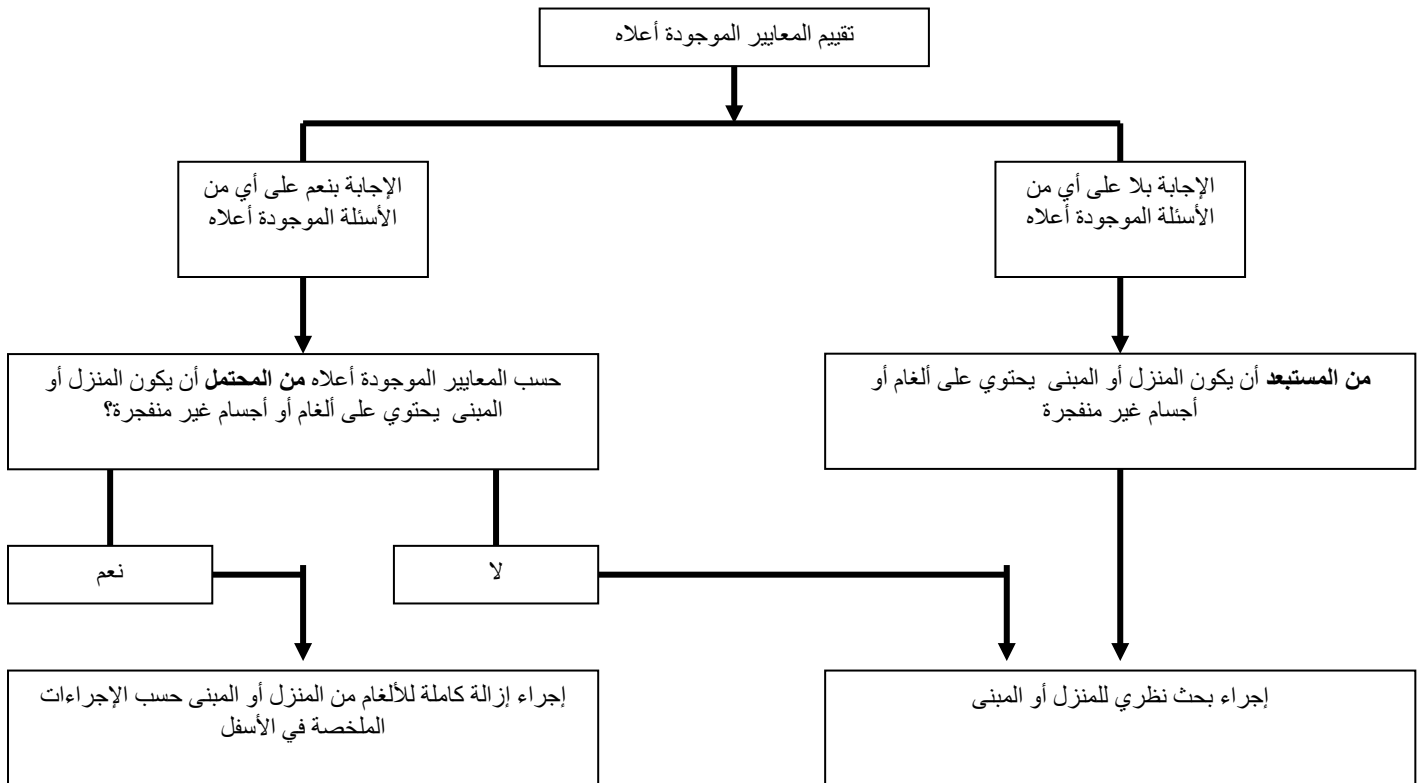 تقييم المعايير الموجودة أعلاه
الإجابة بلا على أي من
الأسئلة الموجودة أعلاه
الإجابة بنعم على أي من
الأسئلة الموجودة أعلاه
من المستبعد أن يكون المنزل أو المبنى يحتوي على ألغام أو
أجسام غير منفجرة
حسب المعايير الموجودة أعلاه من المحتمل أن يكون المنزل أو
المبنى يحتوي على ألغام أو أجسام غير منفجرة؟
لا
نعم
إجراء بحث نظري للمنزل أو المبنى
إجراء إزالة كاملة للألغام من المنزل أو المبنى حسب الإجراءات
الملخصة في الأسفل